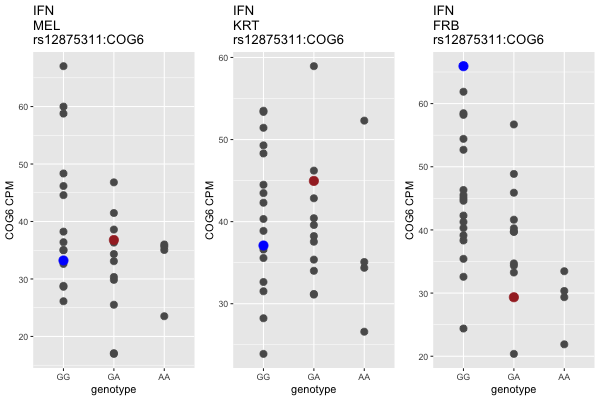 IFN
MEL
rs12875311:COG6
60
50
40
30
20
COG6 CPM
GG GA AA
genotype
IFN
KRT
rs12875311:COG6
60
50
40
30
COG6 CPM
GG GA AA
genotype
IFN
FRB
rs12875311:COG6
60
50
40
30
20
COG6 CPM
GG GA AA
genotype